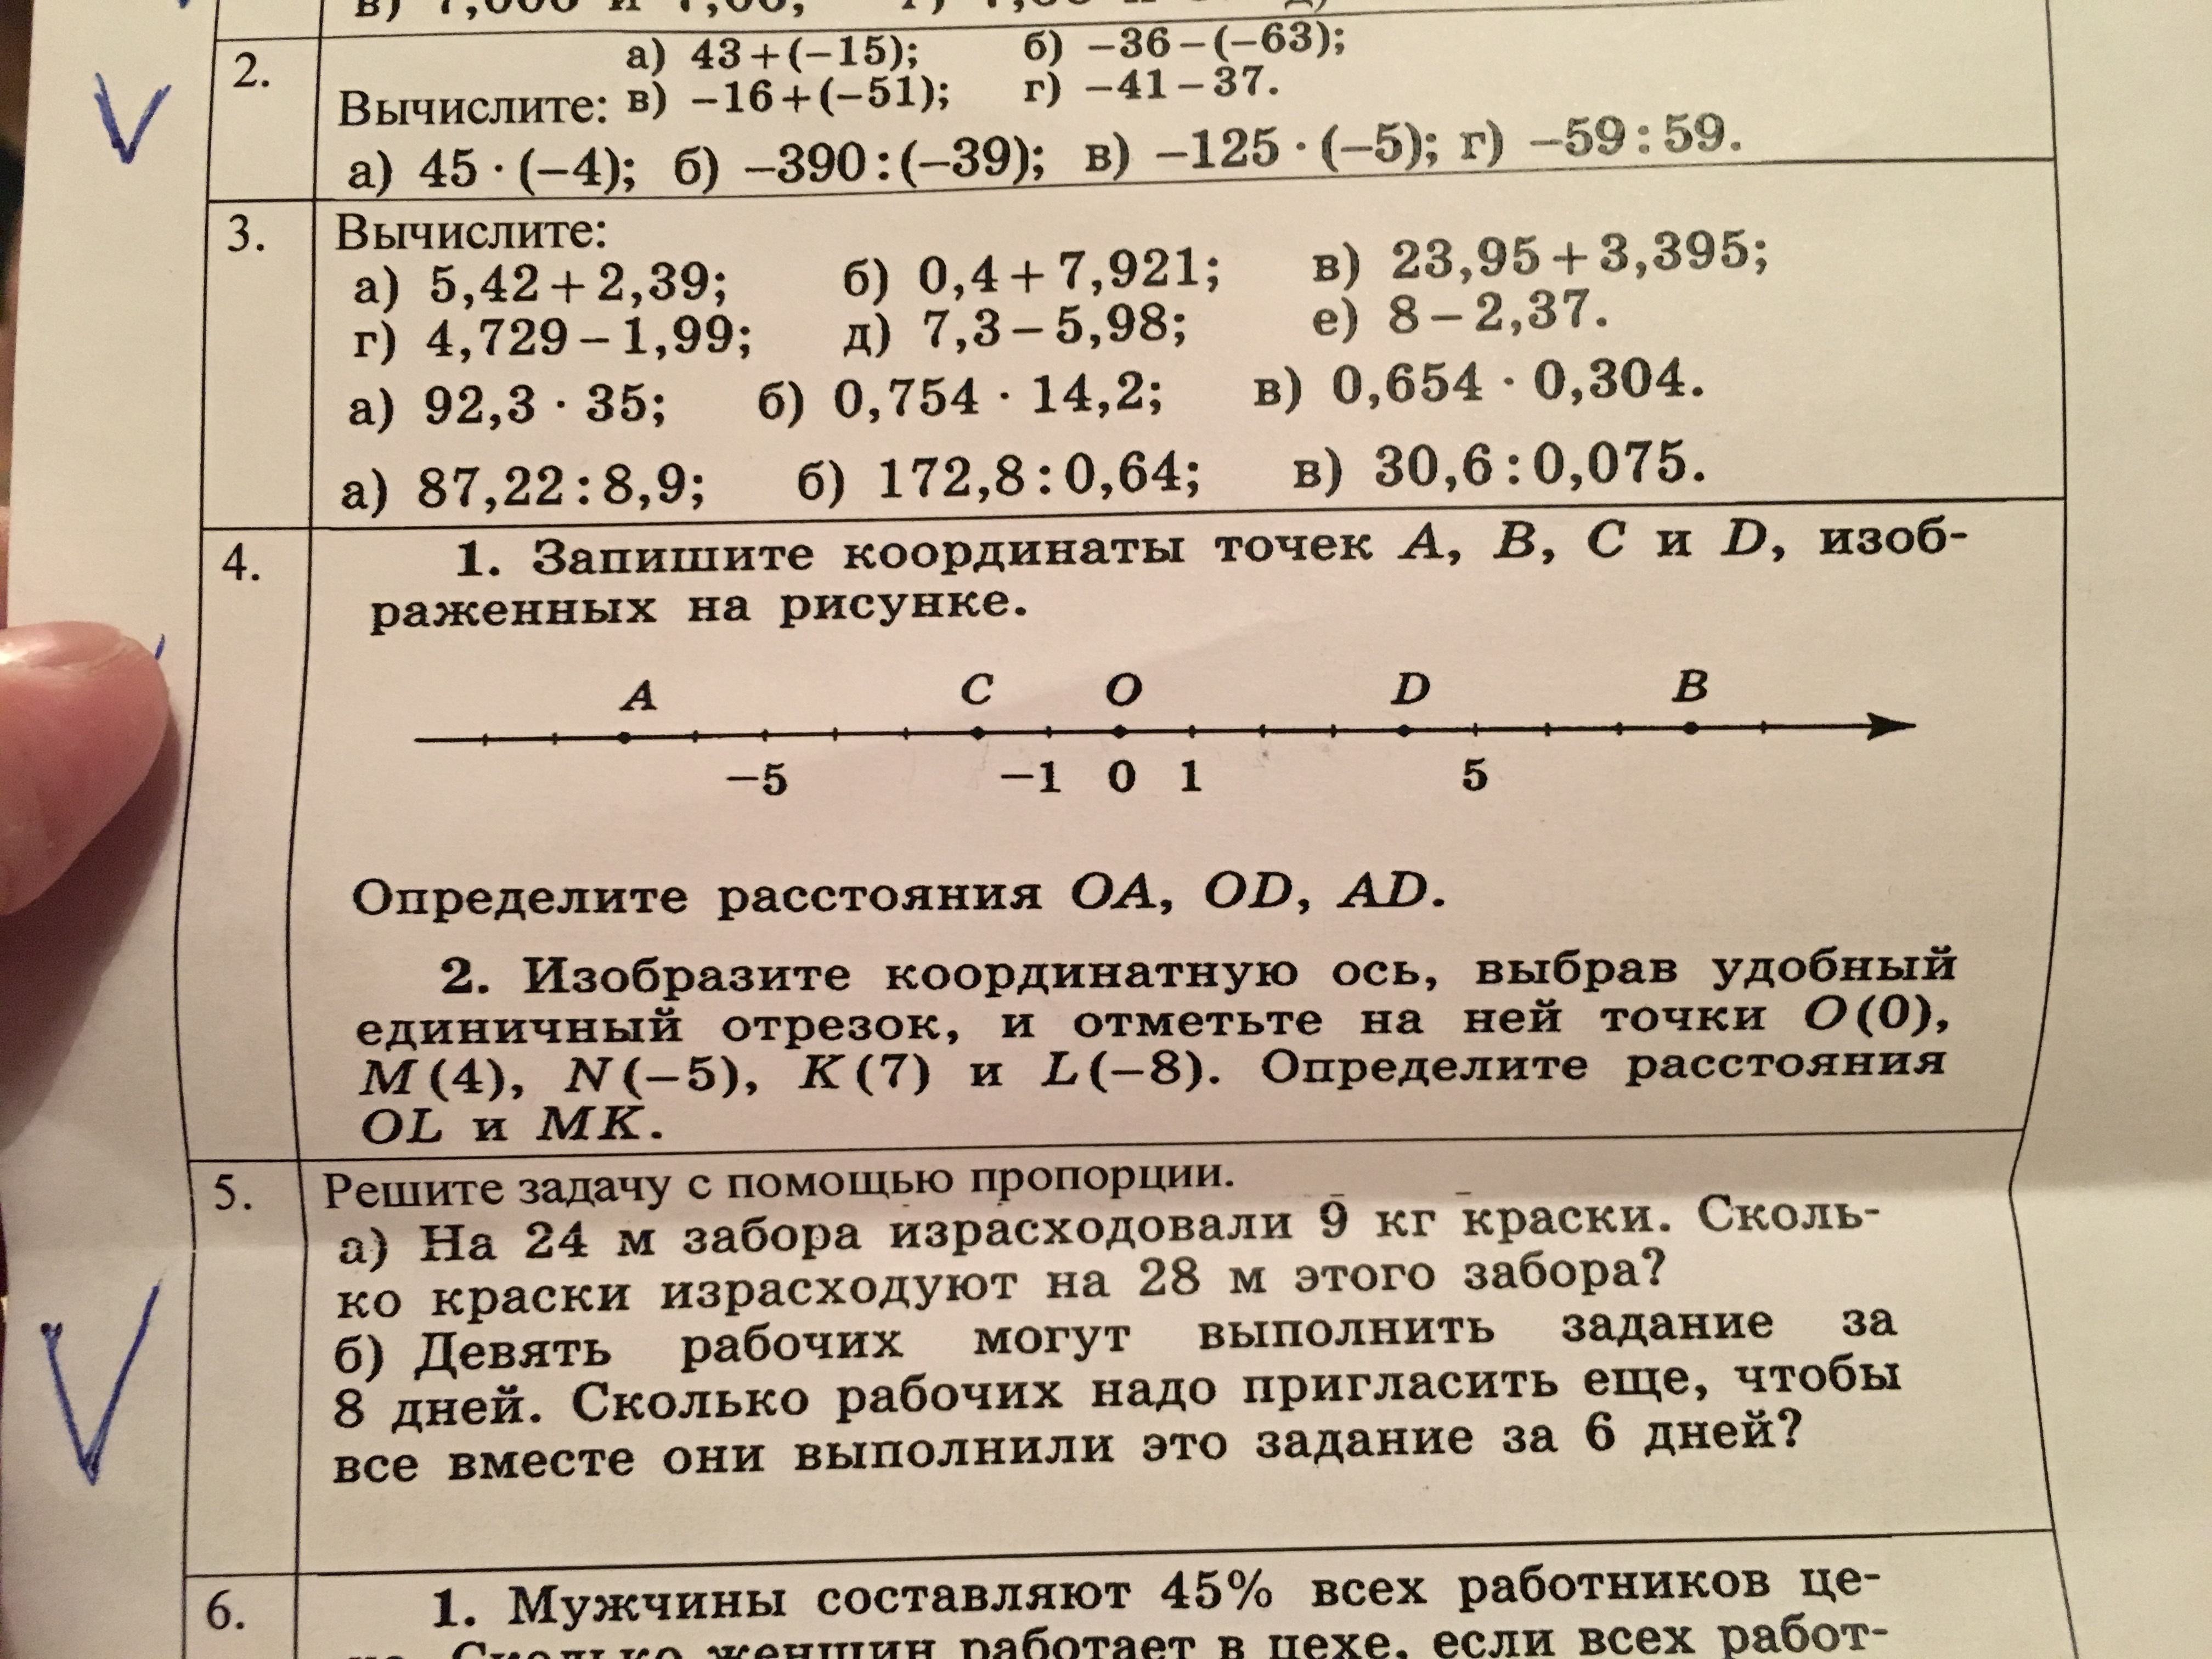 2.
а) 43+(−15); б) −36−(−63);
Вычислите: в) −16+(−51); г) −41−37.
а) 45·(−4); б) −390:(−39); в) −125·(−5); г) −59:59.
3.
Вычислите:
а) 5,42+2,39; б) 0,4+7,921; в) 23,95+3,395;
г) 4,729−1,99; д) 7,3−5,98; е) 8−2,37.
а) 92,3·35; б) 0,754·14,2; в) 0,654·0,304.
а) 87,22:8,9; б) 172,8:0,64; в) 30,6:0,075.
4.
1. Запишите координаты точек A, B, C и D, изоб-
раженных на рисунке.
A C O D B
−5 −1 0 1 5
Определите расстояния OA, OD, AD.
2. Изобразите координатную ось, выбрав удобный
единичный отрезок, и отметьте на ней точки O(0),
M(4), N(−5), K(7) и L(−8). Определите расстояния
OL и MK.
5.
Решите задачу с помощью пропорции.
а) На 24 м забора израсходовали 9 кг краски. Сколь-
ко краски израсходуют на 28 м этого забора?
б) Девять рабочих могут выполнить задание за
8 дней. Сколько рабочих надо пригласить еще, чтобы
все вместе они выполнили это задание за 6 дней?
6.
1. Мужчины составляют 45% всех работников це-
Сколько женщин работает в цехе, если всех работ-